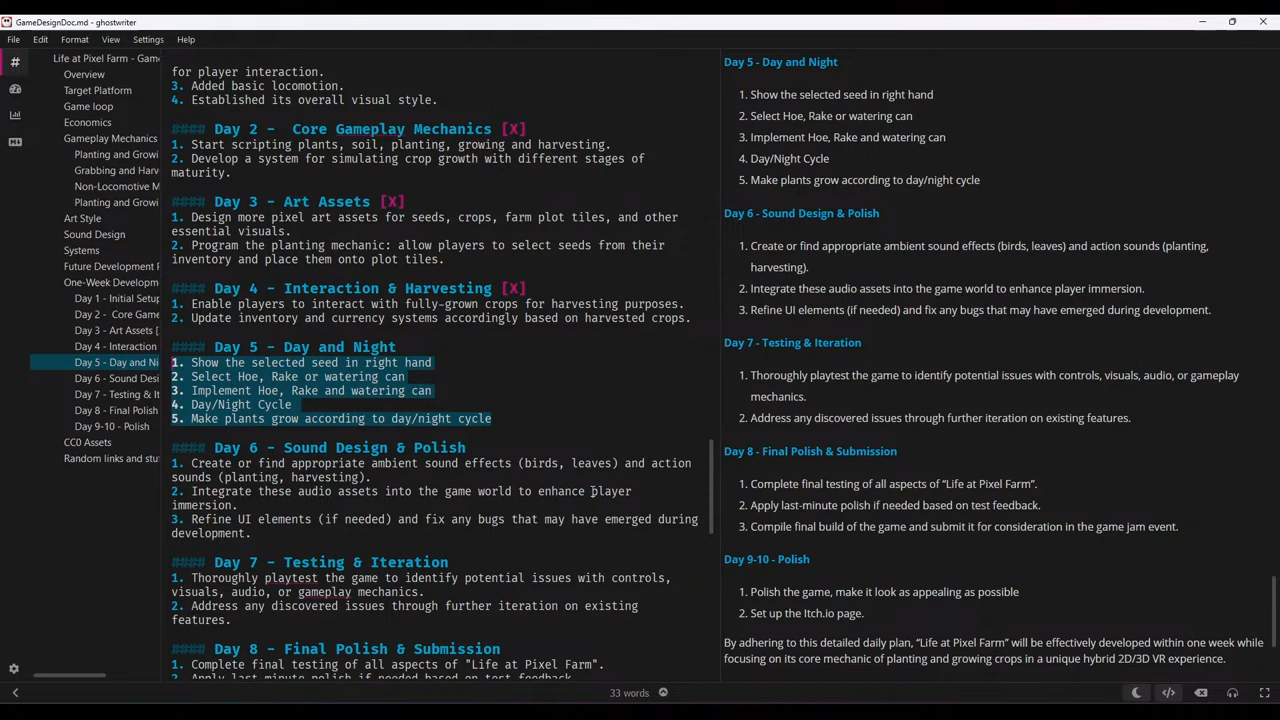 GameDesignDoc.md - ghostwriter
File Edit Format View Settings Help
Life at Pixel Farm - Gam
Overview
Target Platform
Game loop
Economics
Gameplay Mechanics
Planting and Growi
Grabbing and Harv
Non-Locomotive M
Planting and Growi
Art Style
Sound Design
Systems
Future Development P
One-Week Developm
Day 1 - Initial Setup
Day 2 - Core Game
Day 3 - Art Assets [
Day 4 - Interaction
Day 5 - Day and Ni
Day 6 - Sound Desi
Day 7 - Testing & It
Day 8 - Final Polish
Day 9-10 - Polish
CC0 Assets
Random links and stu
for player interaction.
3. Added basic locomotion.
4. Established its overall visual style.
#### Day 2 -  Core Gameplay Mechanics [X]
1. Start scripting plants, soil, planting, growing and harvesting.
2. Develop a system for simulating crop growth with different stages of
maturity.
#### Day 3 - Art Assets [X]
1. Design more pixel art assets for seeds, crops, farm plot tiles, and other
essential visuals.
2. Program the planting mechanic: allow players to select seeds from their
inventory and place them onto plot tiles.
#### Day 4 - Interaction & Harvesting [X]
1. Enable players to interact with fully-grown crops for harvesting purposes.
2. Update inventory and currency systems accordingly based on harvested crops.
#### Day 5 - Day and Night
1. Show the selected seed in right hand
2. Select Hoe, Rake or watering can
3. Implement Hoe, Rake and watering can
4. Day/Night Cycle
5. Make plants grow according to day/night cycle
#### Day 6 - Sound Design & Polish
1. Create or find appropriate ambient sound effects (birds, leaves) and action
sounds (planting, harvesting).
2. Integrate these audio assets into the game world to enhance player
immersion.
3. Refine UI elements (if needed) and fix any bugs that may have emerged during
development.
#### Day 7 - Testing & Iteration
1. Thoroughly playtest the game to identify potential issues with controls,
visuals, audio, or gameplay mechanics.
2. Address any discovered issues through further iteration on existing
features.
#### Day 8 - Final Polish & Submission
1. Complete final testing of all aspects of "Life at Pixel Farm".
2. Apply last-minute polish if needed based on test feedback.
Day 5 - Day and Night
1. Show the selected seed in right hand
2. Select Hoe, Rake or watering can
3. Implement Hoe, Rake and watering can
4. Day/Night Cycle
5. Make plants grow according to day/night cycle
Day 6 - Sound Design & Polish
1. Create or find appropriate ambient sound effects (birds, leaves) and action sounds (planting,
harvesting).
2. Integrate these audio assets into the game world to enhance player immersion.
3. Refine UI elements (if needed) and fix any bugs that may have emerged during development.
Day 7 - Testing & Iteration
1. Thoroughly playtest the game to identify potential issues with controls, visuals, audio, or gameplay
mechanics.
2. Address any discovered issues through further iteration on existing features.
Day 8 - Final Polish & Submission
1. Complete final testing of all aspects of “Life at Pixel Farm”.
2. Apply last-minute polish if needed based on test feedback.
3. Compile final build of the game and submit it for consideration in the game jam event.
Day 9-10 - Polish
1. Polish the game, make it look as appealing as possible
2. Set up the Itch.io page.
By adhering to this detailed daily plan, “Life at Pixel Farm” will be effectively developed within one week while
focusing on its core mechanic of planting and growing crops in a unique hybrid 2D/3D VR experience.
33 words